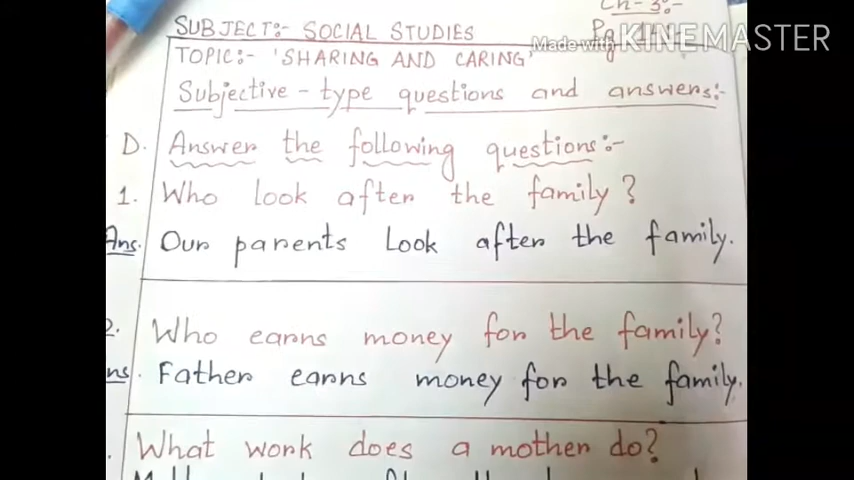 Ch-3:-
SUBJECT:- SOCIAL STUDIES
Made with KINEMASTER
TOPIC:- 'SHARING AND CARING'
Subjective-type questions and answers:-
D. Answer the following questions:-
1. Who look after the family?
Ans. Our parents look after the family.
2. Who earns money for the family?
Ans. Father earns money for the family.
What work does a mother do?